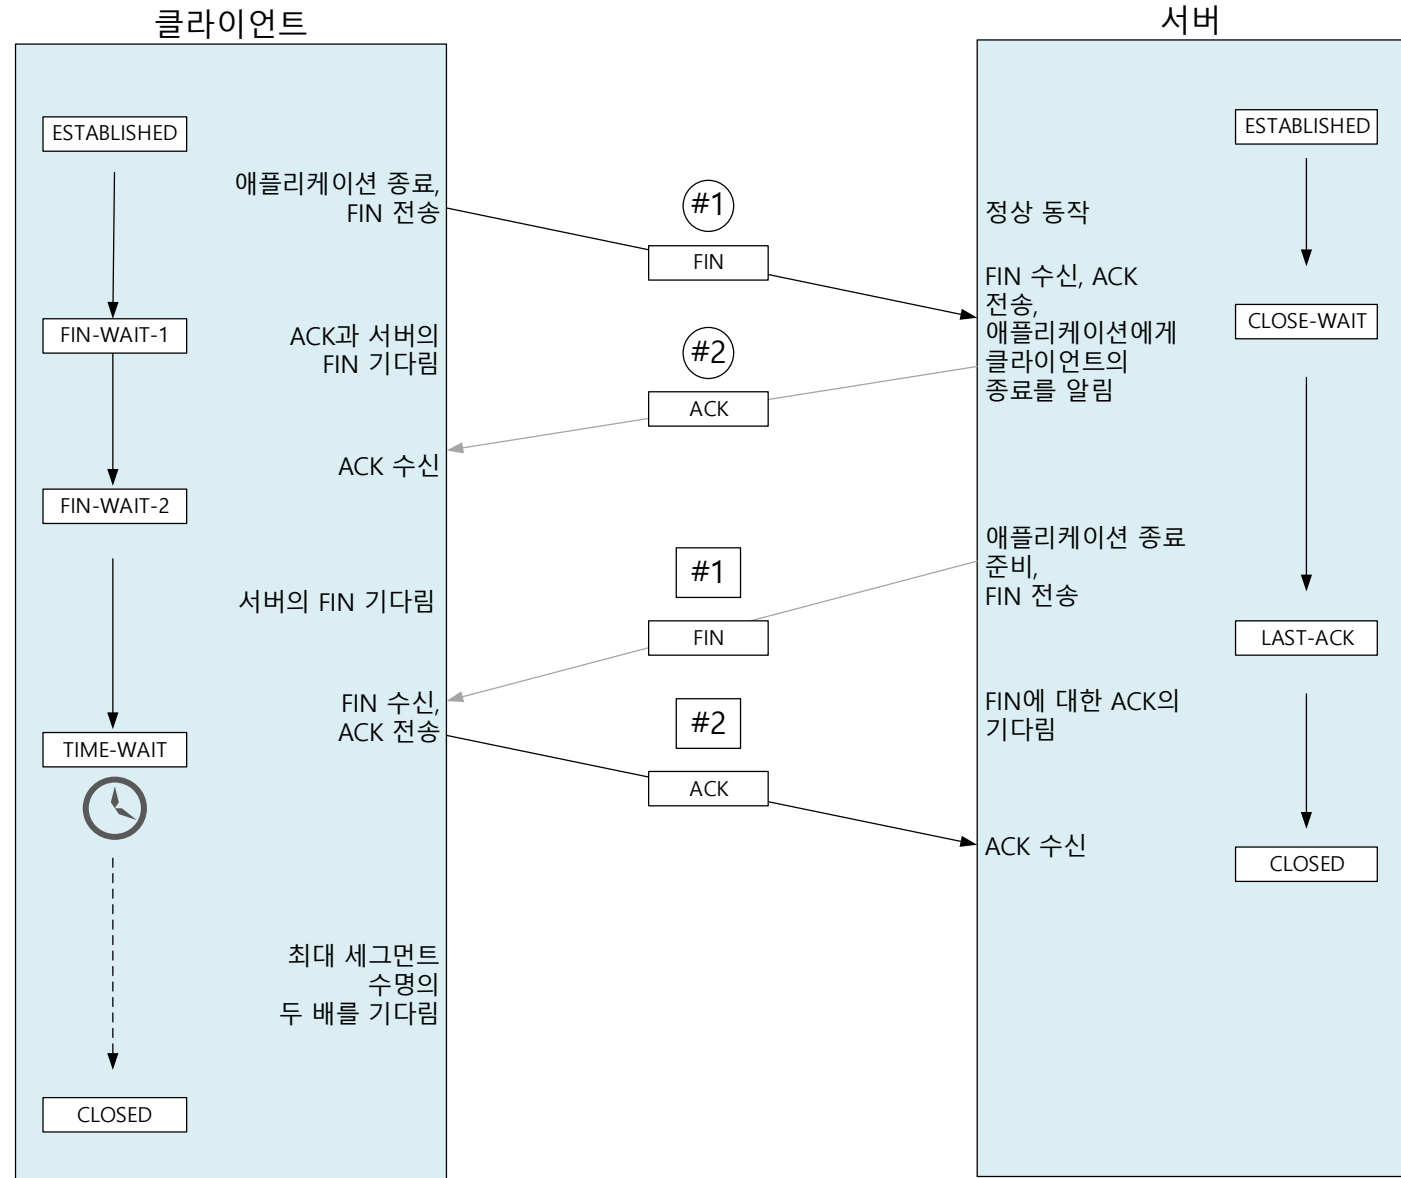 클라이언트
서버
ESTABLISHED
ESTABLISHED
애플리케이션 종료,
FIN 전송
#1
정상 동작
FIN
FIN 수신, ACK
전송,
애플리케이션에게
클라이언트의
종료를 알림
CLOSE-WAIT
FIN-WAIT-1
ACK과 서버의
FIN 기다림
#2
ACK
ACK 수신
FIN-WAIT-2
애플리케이션 종료
준비,
FIN 전송
#1
서버의 FIN 기다림
FIN
LAST-ACK
FIN 수신,
ACK 전송
#2
FIN에 대한 ACK의
기다림
TIME-WAIT
ACK
ACK 수신
CLOSED
최대 세그먼트
수명의
두 배를 기다림
CLOSED